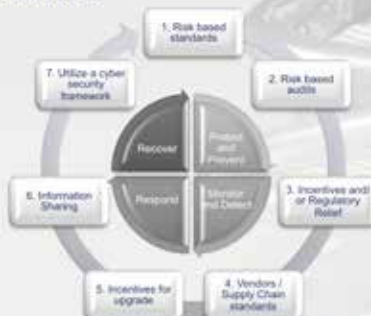 1. Risk based
standards
2. Risk based
audits
3. Incentives and/
or Regulatory
Relief
4. Vendors /
Supply Chain
standards
5. Incentives for
upgrade
6. Information
Sharing
7. Utilize a cyber
security
framework
Recover
Protect
and
Prevent
Respond
Monitor
and Detect